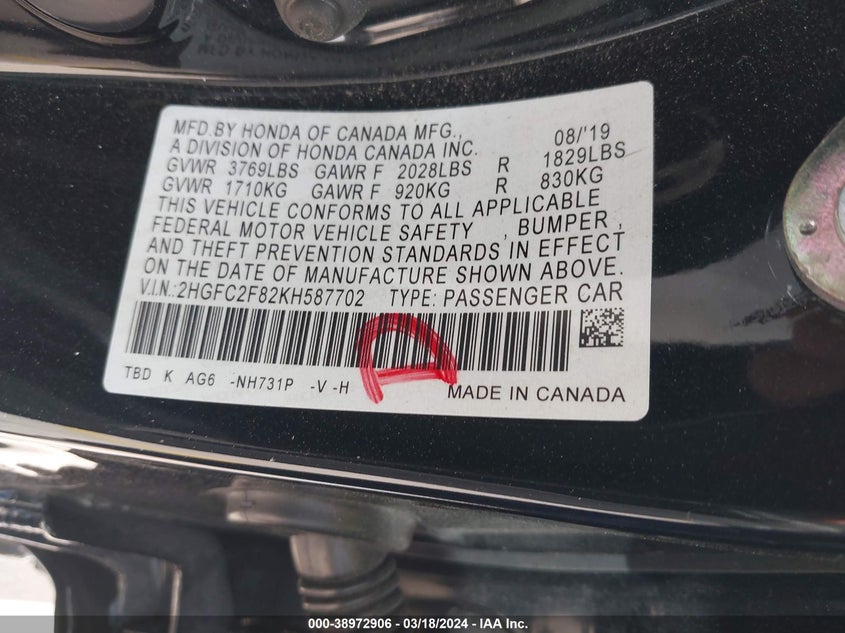 MFD.BY HONDA OF CANADA MFG., 08/'19
A DIVISION OF HONDA CANADA INC.
GVWR 3769LBS GAWR F 2028LBS R 1829LBS
GVWR 1710KG GAWR F 920KG R 830KG
THIS VEHICLE CONFORMS TO ALL APPLICABLE
FEDERAL MOTOR VEHICLE SAFETY , BUMPER ,
AND THEFT PREVENTION STANDARDS IN EFFECT
ON THE DATE OF MANUFACTURE SHOWN ABOVE.
V.I.N.:2HGFC2F82KH587702 TYPE: PASSENGER CAR
TBD K AG6 -NH731P -V -H
MADE IN CANADA
000-38972906 - 03/18/2024 - IAA Inc.